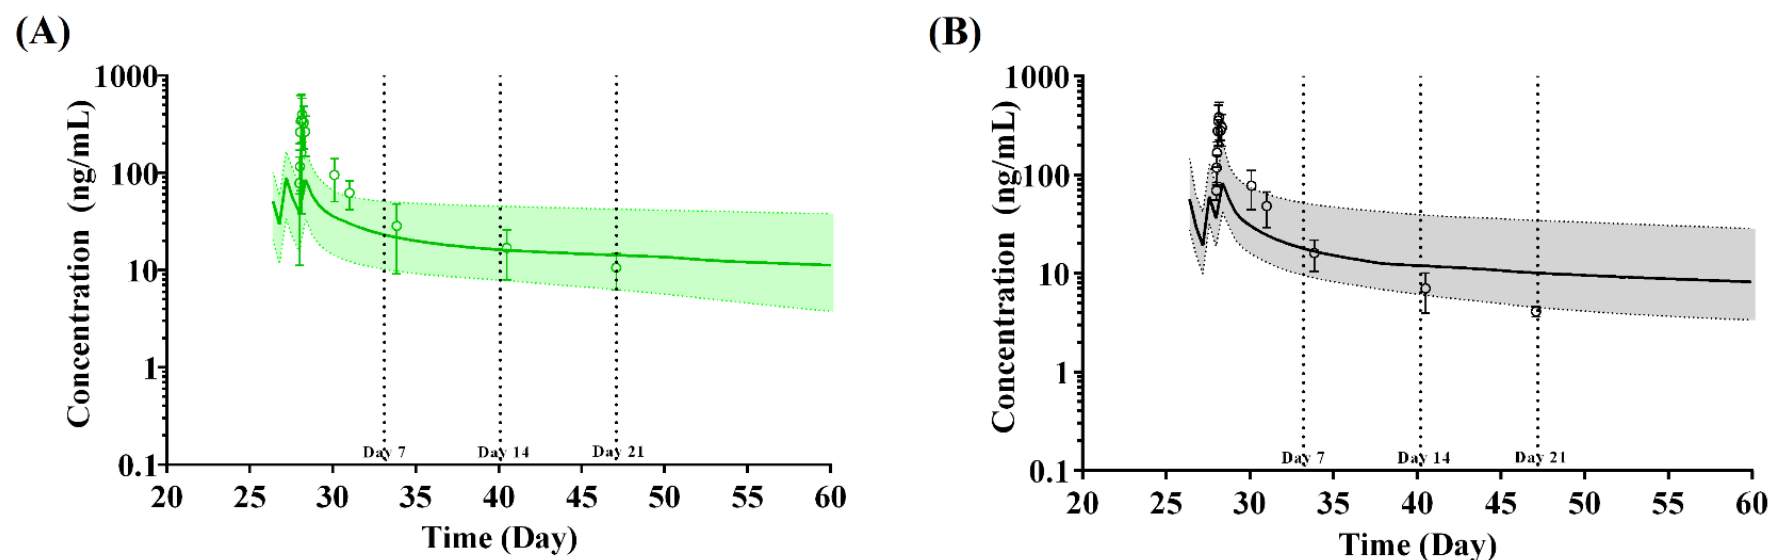 (A)
(B)
Concentration (ng/mL)
1000
100
10
1
0.1
Day 7
Day 14
Day 21
20 25 30 35 40 45 50 55 60
Time (Day)
Concentration (ng/mL)
1000
100
10
1
0.1
Day 7
Day 14
Day 21
20 25 30 35 40 45 50 55 60
Time (Day)